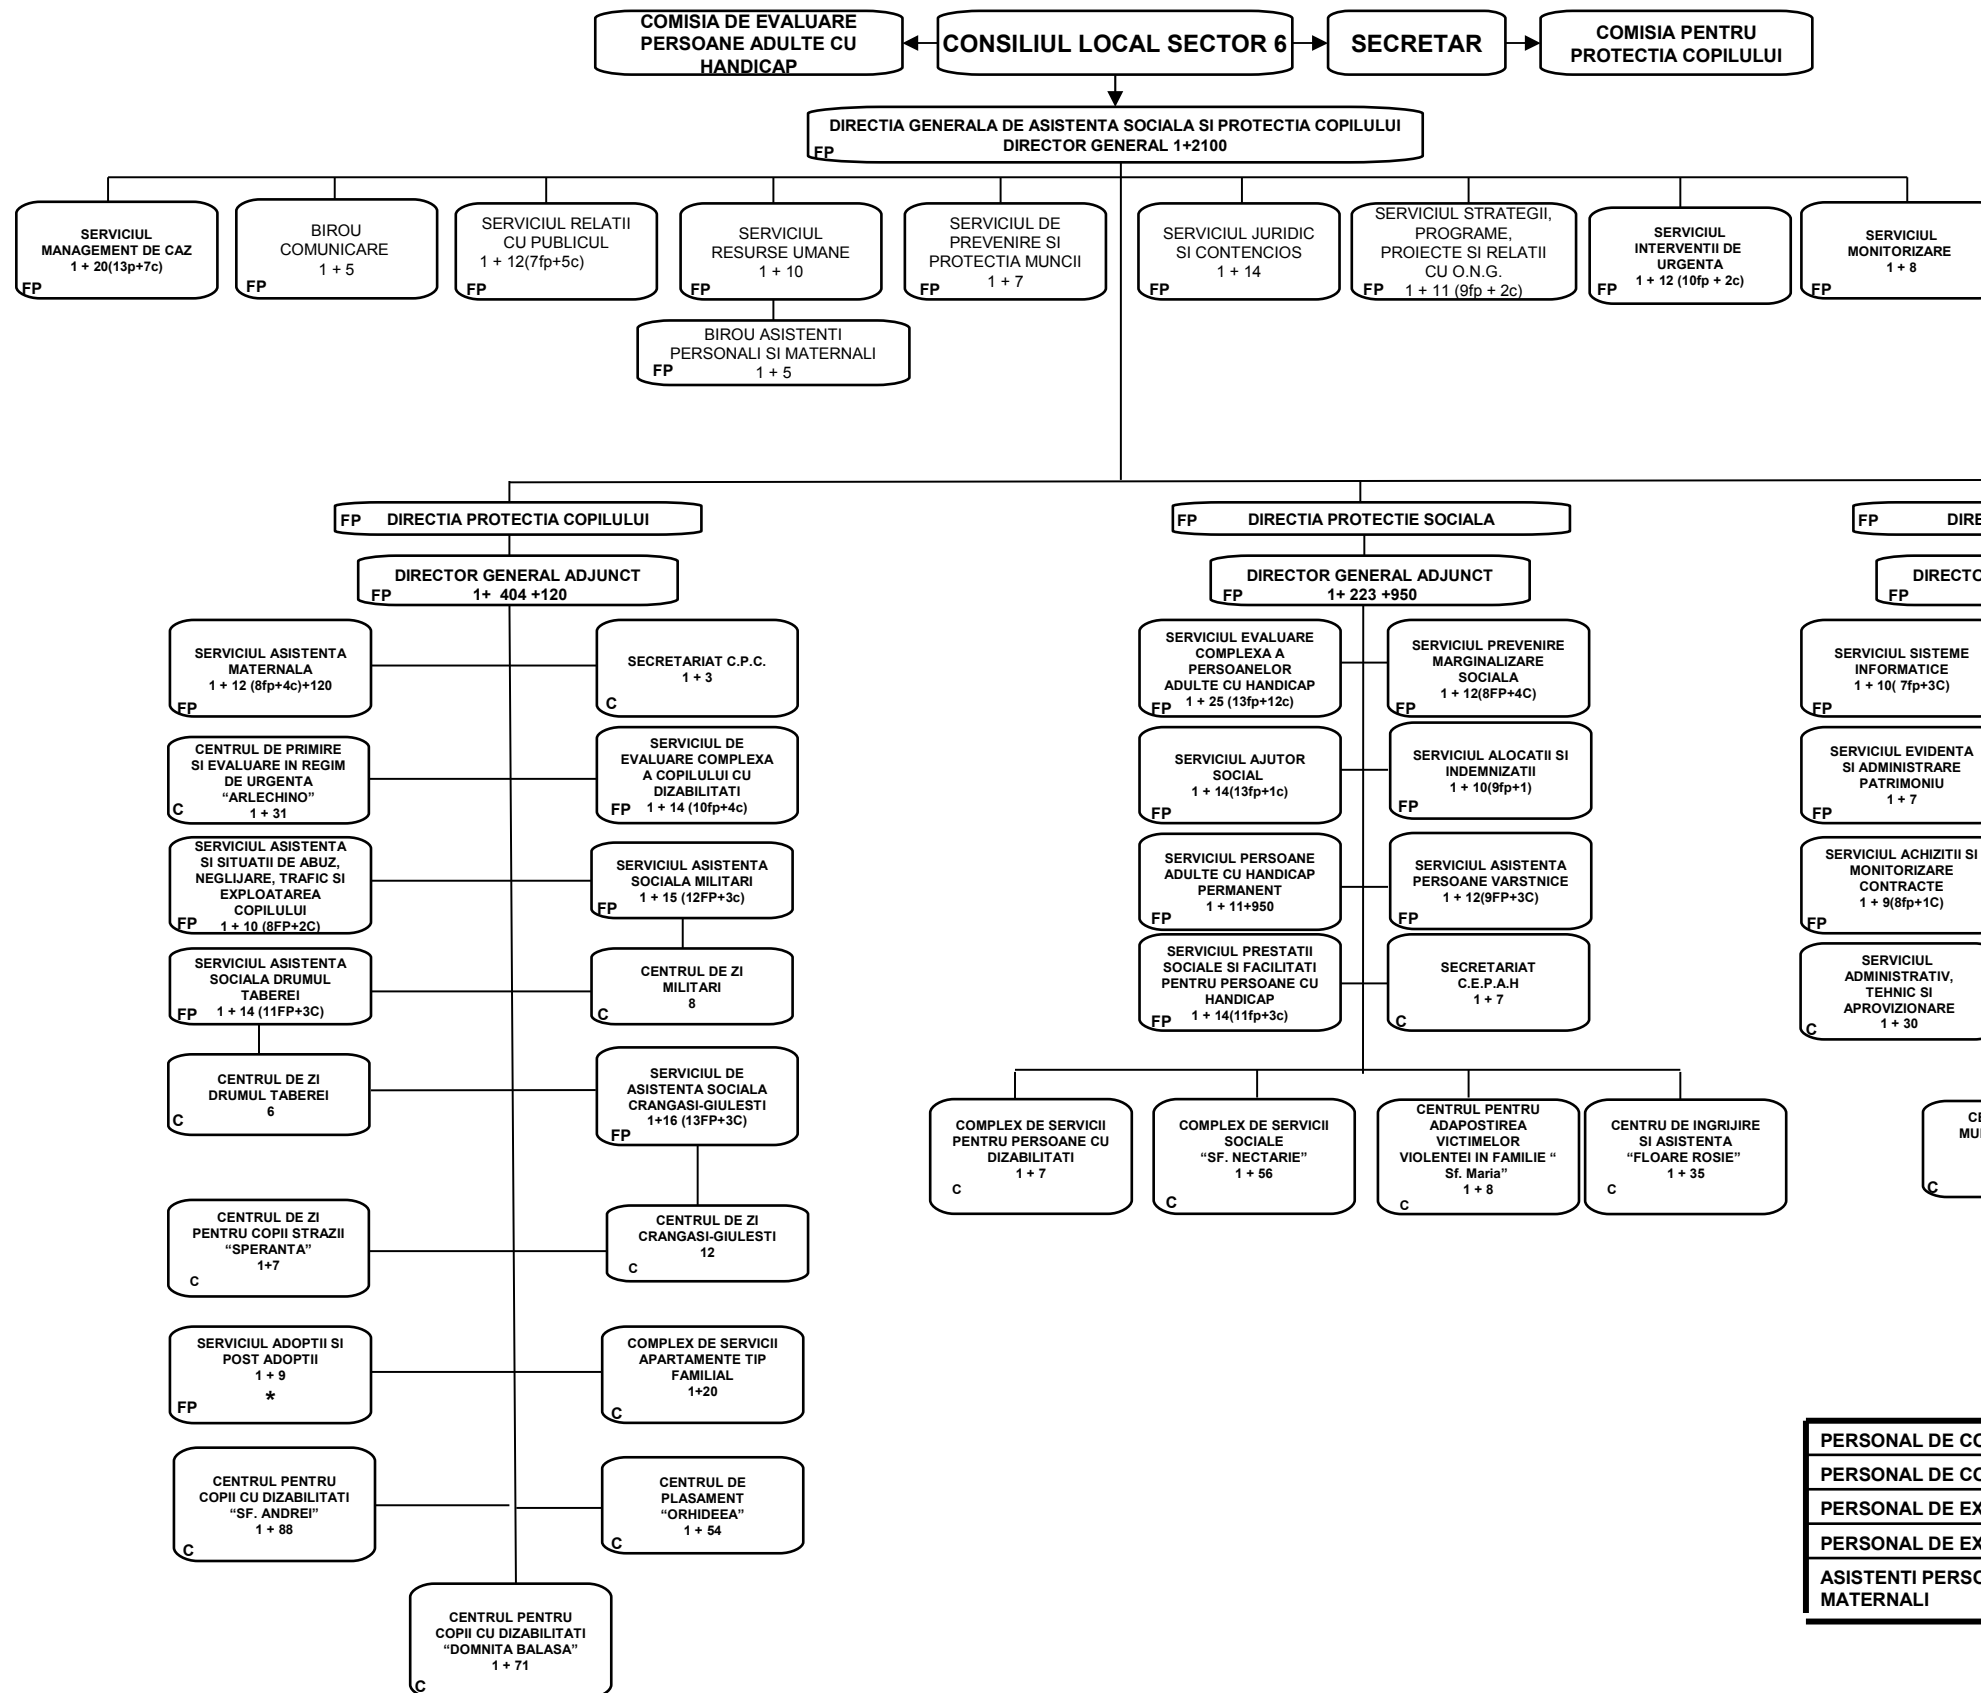 COMISIA DE EVALUARE
PERSOANE ADULTE CU
HANDICAP
CONSILIUL LOCAL SECTOR 6
SECRETAR
COMISIA PENTRU
PROTECTIA COPILULUI
DIRECTIA GENERALA DE ASISTENTA SOCIALA SI PROTECTIA COPILULUI
DIRECTOR GENERAL 1+2100
FP
SERVICIUL
MANAGEMENT DE CAZ
1 + 20(13p+7c)
FP
BIROU
COMUNICARE
1 + 5
FP
SERVICIUL RELATII
CU PUBLICUL
1 + 12(7fp+5c)
FP
SERVICIUL
RESURSE UMANE
1 + 10
FP
SERVICIUL DE
PREVENIRE SI
PROTECTIA MUNCII
1 + 7
FP
SERVICIUL JURIDIC
SI CONTENCIOS
1 + 14
FP
SERVICIUL STRATEGII,
PROGRAME,
PROIECTE SI RELATII
CU O.N.G.
1 + 11 (9fp + 2c)
FP
SERVICIUL
INTERVENTII DE
URGENTA
1 + 12 (10fp + 2c)
FP
SERVICIUL
MONITORIZARE
1 + 8
FP
BIROU ASISTENTI
PERSONALI SI MATERNALI
1 + 5
FP
FP DIRECTIA PROTECTIA COPILULUI
FP DIRECTIA PROTECTIE SOCIALA
FP DIRE
DIRECTOR GENERAL ADJUNCT
1+ 404 +120
FP
DIRECTOR GENERAL ADJUNCT
1+ 223 +950
FP
DIRECTO
FP
SERVICIUL ASISTENTA
MATERNALA
1 + 12 (8fp+4c)+120
FP
SECRETARIAT C.P.C.
1 + 3
C
CENTRUL DE PRIMIRE
SI EVALUARE IN REGIM
DE URGENTA
“ARLECHINO”
1 + 31
C
SERVICIUL DE
EVALUARE COMPLEXA
A COPILULUI CU
DIZABILITATI
1 + 14 (10fp+4c)
FP
SERVICIUL ASISTENTA
SI SITUATII DE ABUZ,
NEGLIJARE, TRAFIC SI
EXPLOATAREA
COPILULUI
1 + 10 (8FP+2C)
FP
SERVICIUL ASISTENTA
SOCIALA MILITARI
1 + 15 (12FP+3c)
FP
SERVICIUL ASISTENTA
SOCIALA DRUMUL
TABEREI
1 + 14 (11FP+3C)
FP
CENTRUL DE ZI
MILITARI
8
C
CENTRUL DE ZI
DRUMUL TABEREI
6
C
SERVICIUL DE
ASISTENTA SOCIALA
CRANGASI-GIULESTI
1+16 (13FP+3C)
FP
CENTRUL DE ZI
PENTRU COPII STRAZII
“SPERANTA”
1+7
C
CENTRUL DE ZI
CRANGASI-GIULESTI
12
C
SERVICIUL ADOPTII SI
POST ADOPTII
1 + 9
*
FP
COMPLEX DE SERVICII
APARTAMENTE TIP
FAMILIAL
1+20
C
CENTRUL PENTRU
COPII CU DIZABILITATI
“SF. ANDREI”
1 + 88
C
CENTRUL DE
PLASAMENT
“ORHIDEEA”
1 + 54
C
CENTRUL PENTRU
COPII CU DIZABILITATI
“DOMNITA BALASA”
1 + 71
C
SERVICIUL EVALUARE
COMPLEXA A
PERSOANELOR
ADULTE CU HANDICAP
1 + 25 (13fp+12c)
FP
SERVICIUL PREVENIRE
MARGINALIZARE
SOCIALA
1 + 12(8FP+4C)
FP
SERVICIUL AJUTOR
SOCIAL
1 + 14(13fp+1c)
FP
SERVICIUL ALOCATII SI
INDEMNIZATII
1 + 10(9fp+1)
FP
SERVICIUL PERSOANE
ADULTE CU HANDICAP
PERMANENT
1 + 11+950
FP
SERVICIUL ASISTENTA
PERSOANE VARSTNICE
1 + 12(9FP+3C)
FP
SERVICIUL PRESTATII
SOCIALE SI FACILITATI
PENTRU PERSOANE CU
HANDICAP
1 + 14(11fp+3c)
FP
SECRETARIAT
C.E.P.A.H
1 + 7
C
COMPLEX DE SERVICII
PENTRU PERSOANE CU
DIZABILITATI
1 + 7
C
COMPLEX DE SERVICII
SOCIALE
“SF. NECTARIE”
1 + 56
C
CENTRUL PENTRU
ADAPOSTIREA
VICTIMELOR
VIOLENTEI IN FAMILIE “
Sf. Maria”
1 + 8
C
CENTRU DE INGRIJIRE
SI ASISTENTA
“FLOARE ROSIE”
1 + 35
C
SERVICIUL SISTEME
INFORMATICE
1 + 10( 7fp+3C)
FP
SERVICIUL EVIDENTA
SI ADMINISTRARE
PATRIMONIU
1 + 7
FP
SERVICIUL ACHIZITII SI
MONITORIZARE
CONTRACTE
1 + 9(8fp+1C)
FP
SERVICIUL
ADMINISTRATIV,
TEHNIC SI
APROVIZIONARE
1 + 30
C
CE
MUI
C
PERSONAL DE CO
PERSONAL DE CO
PERSONAL DE EX
PERSONAL DE EX
ASISTENTI PERSO
MATERNALI